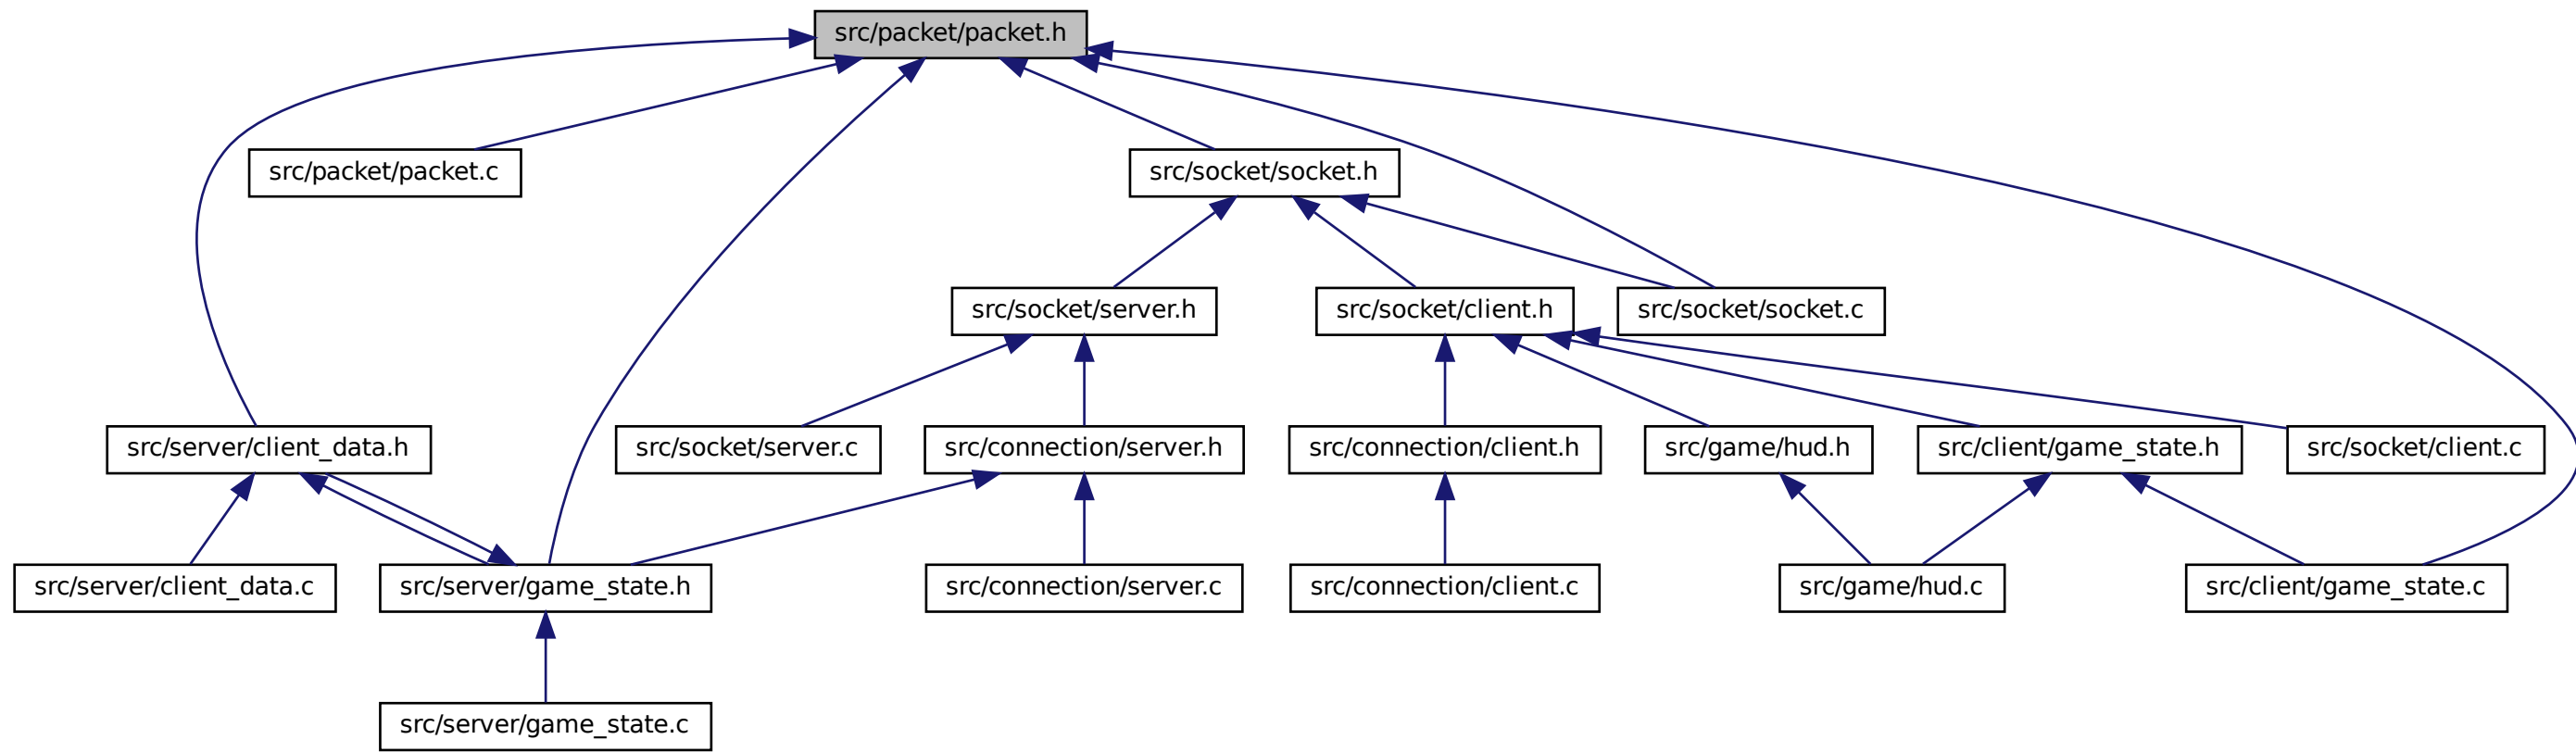 src/packet/packet.h
src/packet/packet.c
src/socket/socket.h
src/socket/server.h
src/socket/client.h
src/socket/socket.c
src/server/client_data.h
src/socket/server.c
src/connection/server.h
src/connection/client.h
src/game/hud.h
src/client/game_state.h
src/socket/client.c
src/server/client_data.c
src/server/game_state.h
src/connection/server.c
src/connection/client.c
src/game/hud.c
src/client/game_state.c
src/server/game_state.c